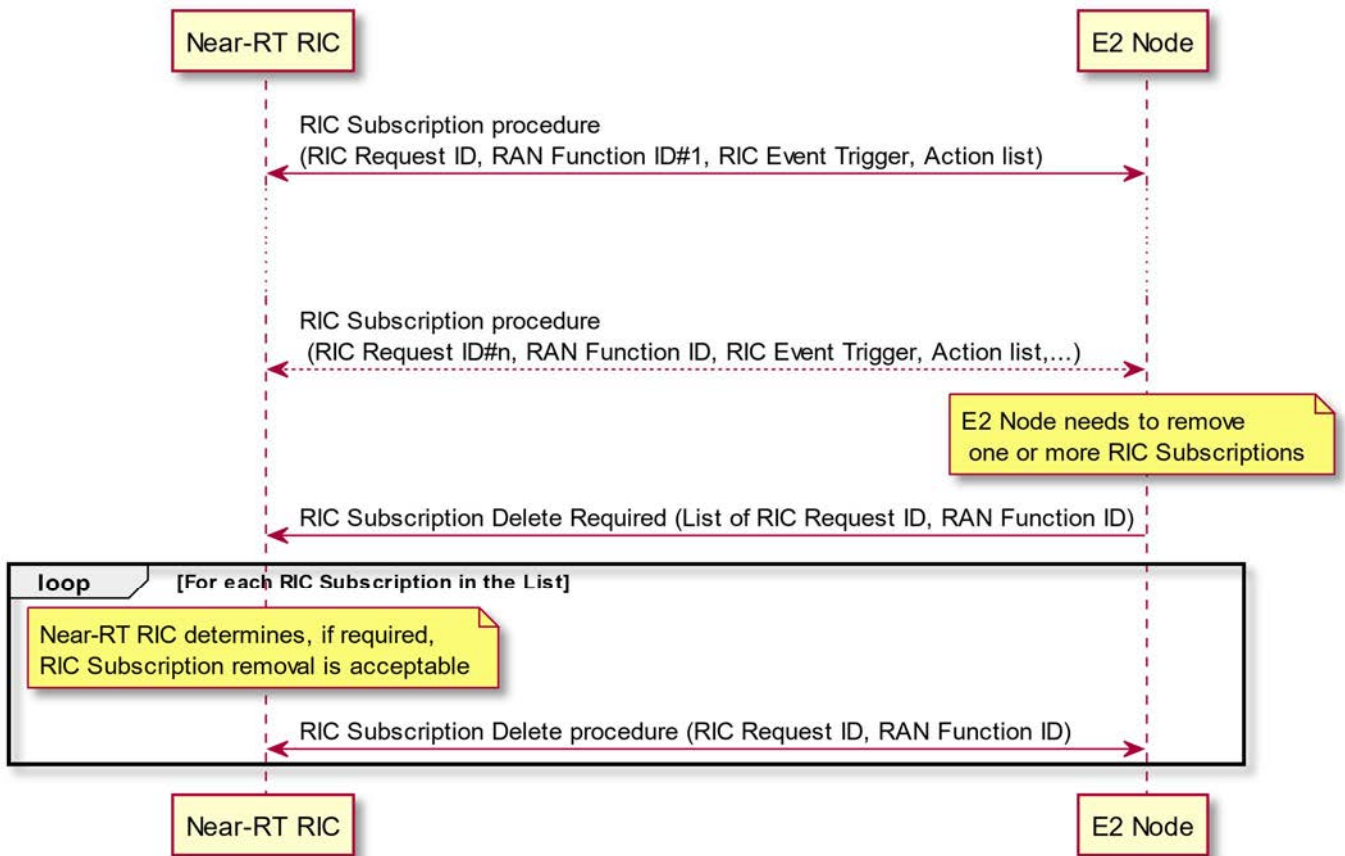 Near-RT RIC
E2 Node
RIC Subscription procedure
(RIC Request ID, RAN Function ID#1, RIC Event Trigger, Action list)
RIC Subscription procedure
(RIC Request ID#n, RAN Function ID, RIC Event Trigger, Action list,...)
E2 Node needs to remove
one or more RIC Subscriptions
RIC Subscription Delete Required (List of RIC Request ID, RAN Function ID)
loop
[For each RIC Subscription in the List]
Near-RT RIC determines, if required,
RIC Subscription removal is acceptable
RIC Subscription Delete procedure (RIC Request ID, RAN Function ID)
Near-RT RIC
E2 Node